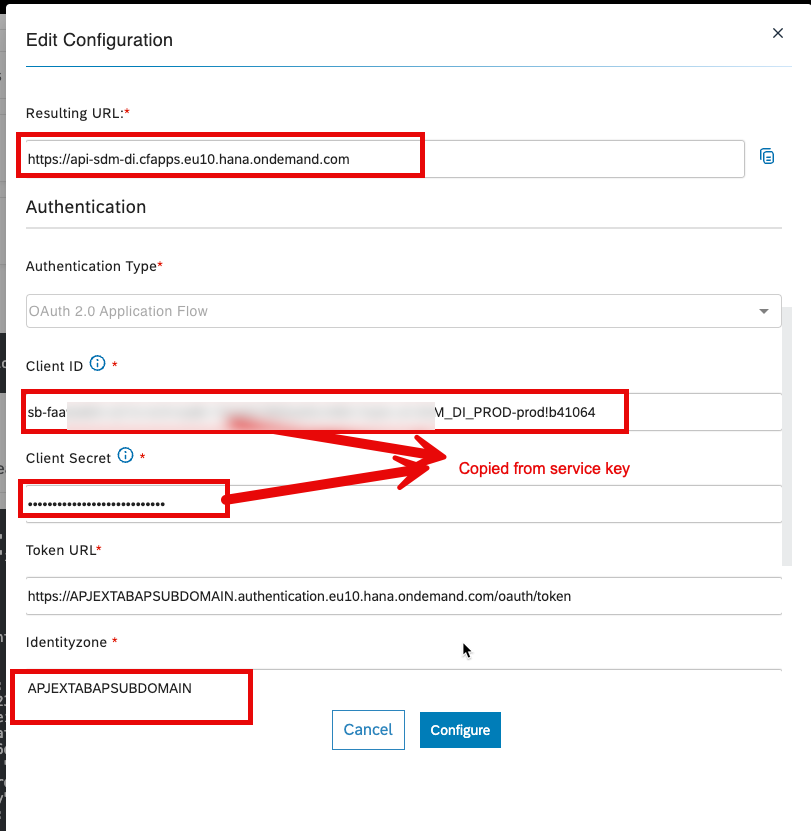 Edit Configuration
Resulting URL:*
https://api-sdm-di.cfapps.eu10.hana.ondemand.com
Authentication
Authentication Type*
OAuth 2.0 Application Flow
Client ID *
sb-faa M_DI_PROD-prod!b41064
Client Secret *
Copied from service key
Token URL*
https://APJEXTABAPSUBDOMAIN.authentication.eu10.hana.ondemand.com/oauth/token
Identityzone *
APJEXTABAPSUBDOMAIN
Cancel
Configure